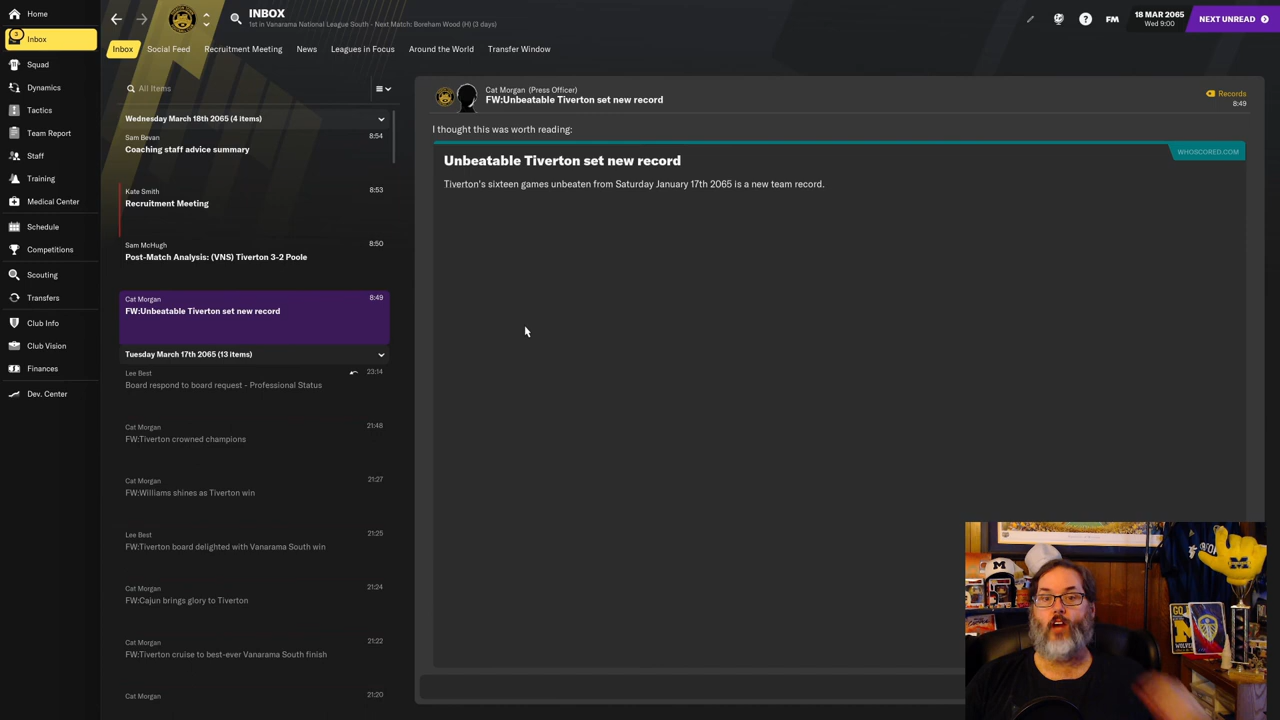 Home
3
Inbox
Squad
Dynamics
Tactics
Team Report
Staff
Training
Medical Center
Schedule
Competitions
Scouting
Transfers
Club Info
Club Vision
Finances
Dev. Center
INBOX
1st in Vanarama National League South - Next Match: Boreham Wood (H) (3 days)
FM
18 MAR 2065
Wed 9:00
NEXT UNREAD
Inbox
Social Feed
Recruitment Meeting
News
Leagues in Focus
Around the World
Transfer Window
All Items
Wednesday March 18th 2065 (4 items)
Sam Bevan
8:54
Coaching staff advice summary
Kate Smith
8:53
Recruitment Meeting
Sam McHugh
8:50
Post-Match Analysis: (VNS) Tiverton 3-2 Poole
Cat Morgan
8:49
FW:Unbeatable Tiverton set new record
Tuesday March 17th 2065 (13 items)
Lee Best
23:14
Board respond to board request - Professional Status
Cat Morgan
21:48
FW:Tiverton crowned champions
Cat Morgan
21:27
FW:Williams shines as Tiverton win
Lee Best
21:25
FW:Tiverton board delighted with Vanarama South win
Cat Morgan
21:24
FW:Cajun brings glory to Tiverton
Cat Morgan
21:22
FW:Tiverton cruise to best-ever Vanarama South finish
Cat Morgan
21:20
Cat Morgan (Press Officer)
FW:Unbeatable Tiverton set new record
Records
8:49
I thought this was worth reading:
Unbeatable Tiverton set new record
WHOSCORED.COM
Tiverton's sixteen games unbeaten from Saturday January 17th 2065 is a new team record.
M
M